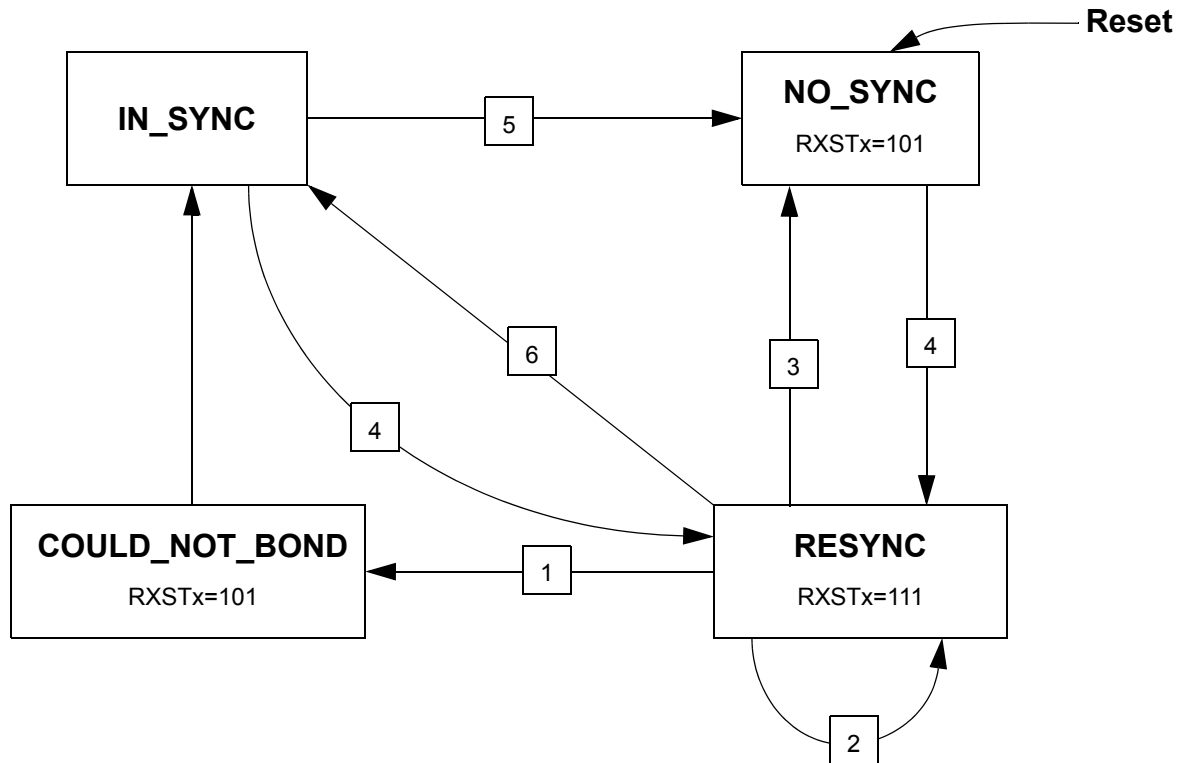 Reset
IN_SYNC
NO_SYNC
RXSTx=101
5
6
3
4
4
COULD_NOT_BOND
RXSTx=101
1
RESYNC
RXSTx=111
2